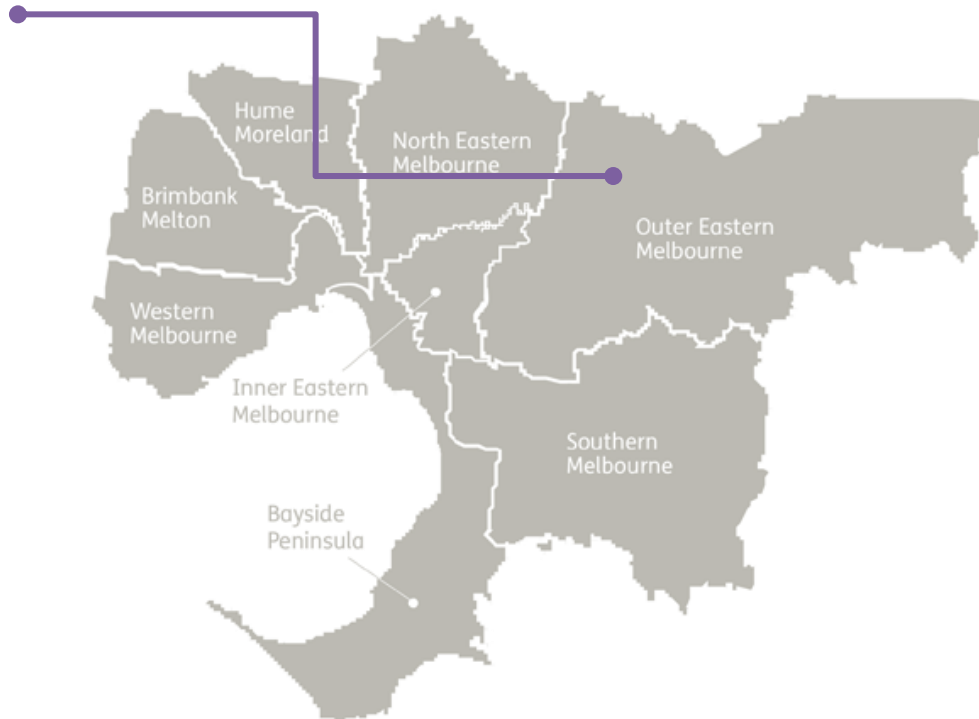 Hume
Moreland
North Eastern
Melbourne
Brimbank
Melton
Outer Eastern
Melbourne
Western
Melbourne
Inner Eastern
Melbourne
Southern
Melbourne
Bayside
Peninsula